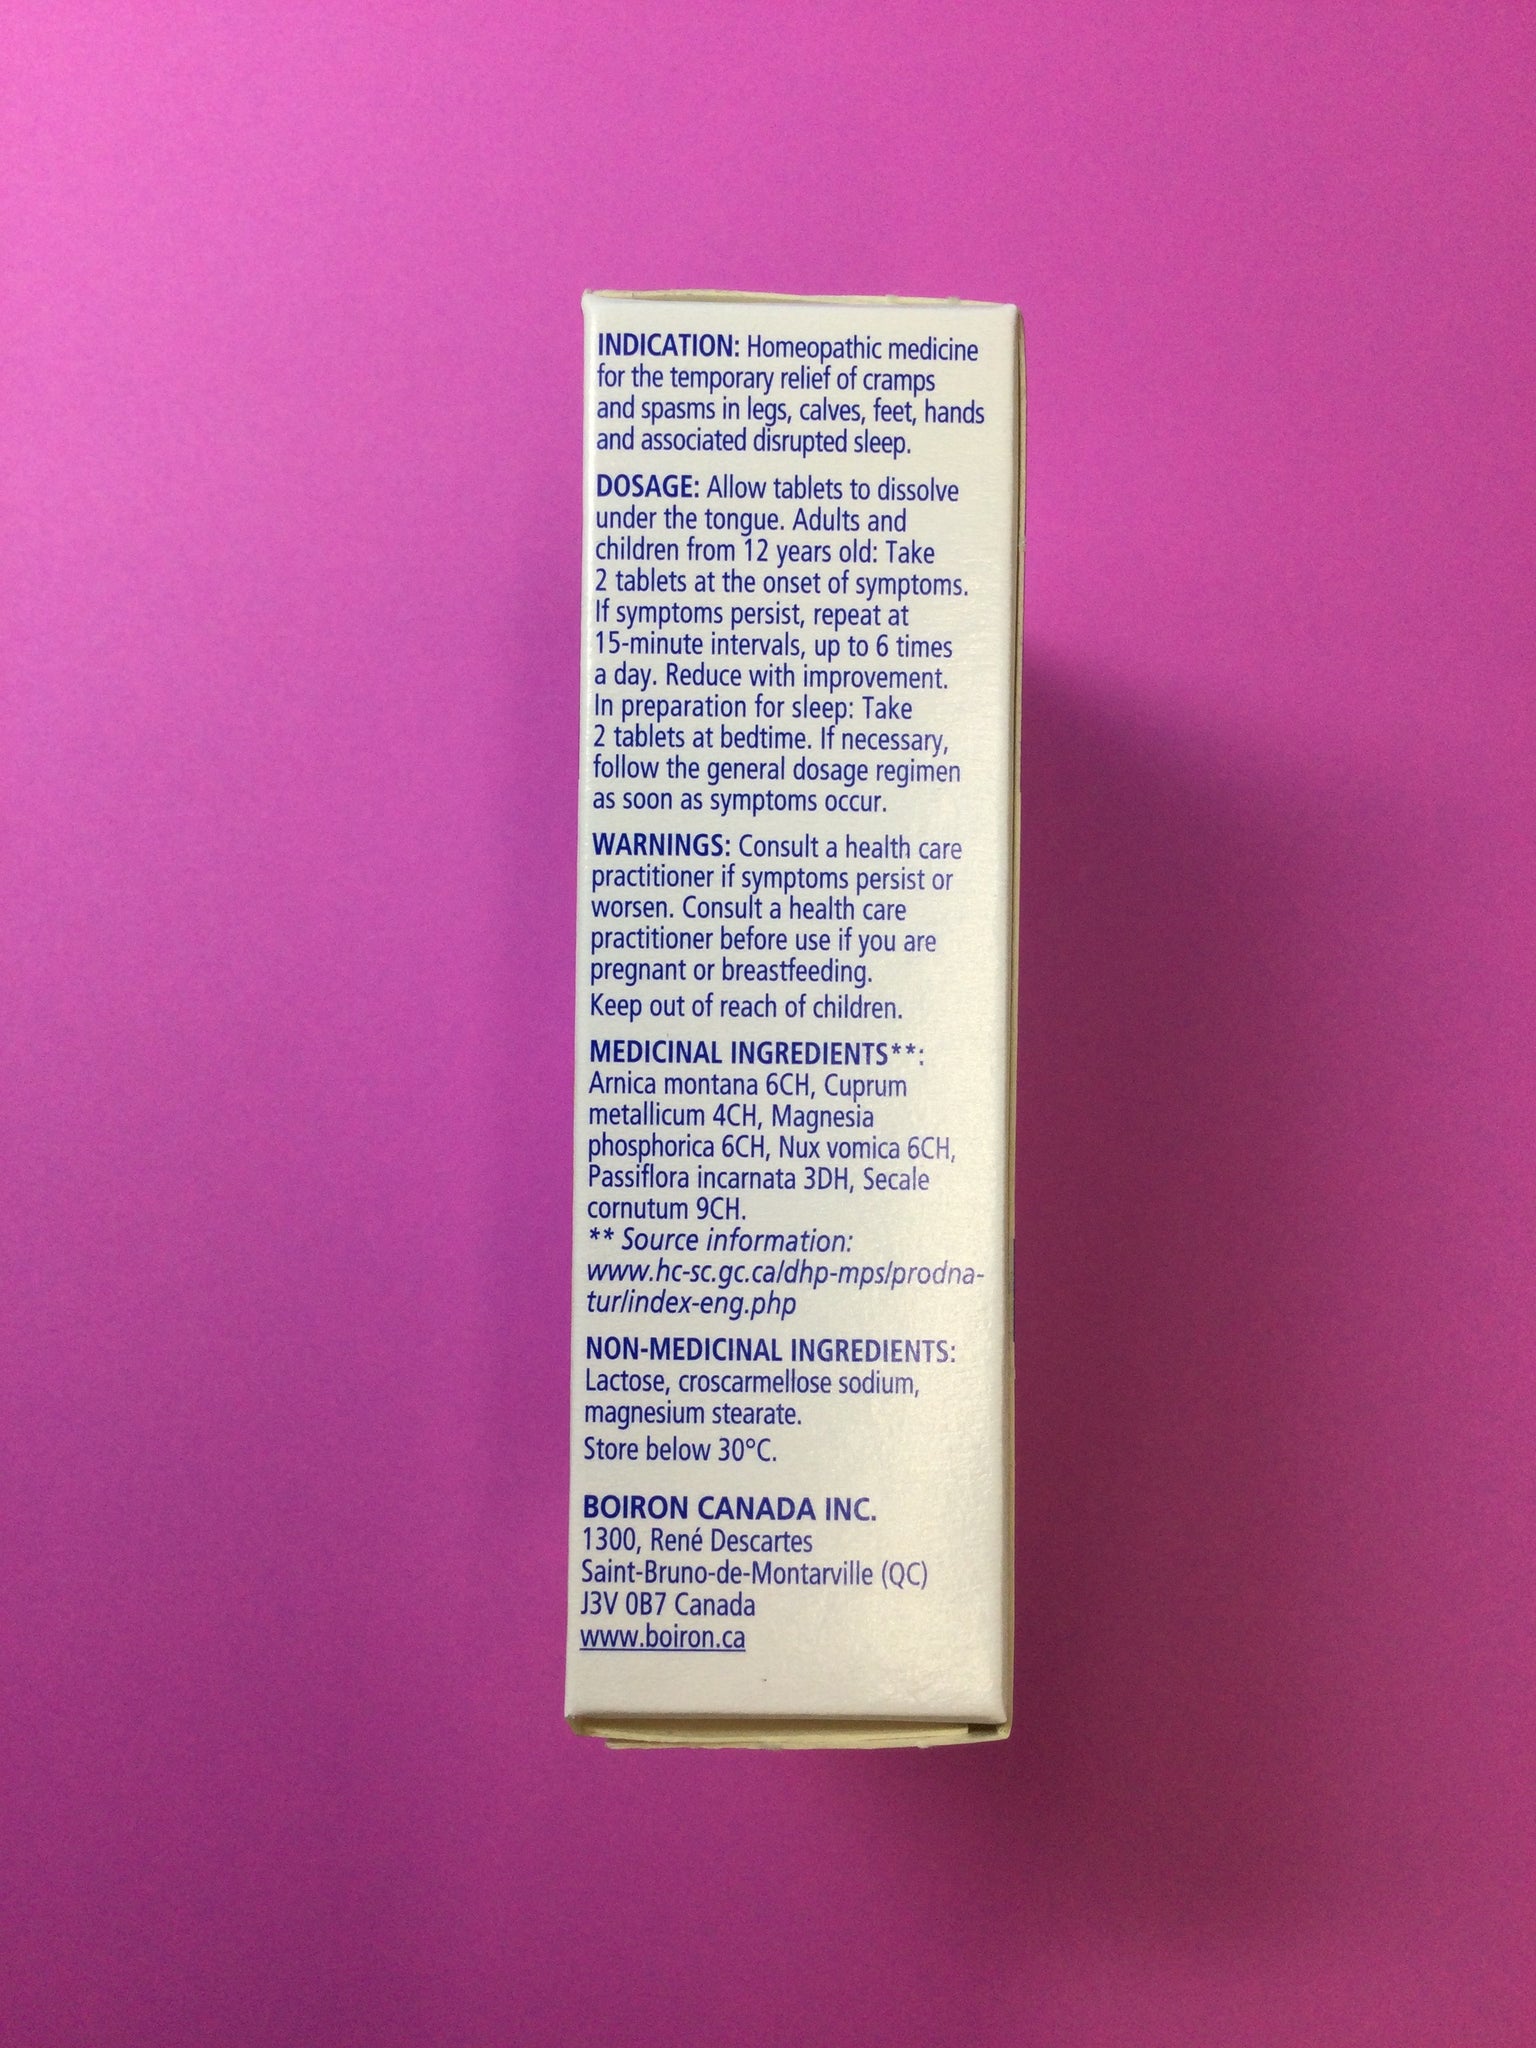 INDICATION: Homeopathic medicine
for the temporary relief of cramps
and spasms in legs, calves, feet, hands
and associated disrupted sleep.
DOSAGE: Allow tablets to dissolve
under the tongue. Adults and
children from 12 years old: Take
2 tablets at the onset of symptoms.
If symptoms persist, repeat at
15-minute intervals, up to 6 times
a day. Reduce with improvement.
In preparation for sleep: Take
2 tablets at bedtime. If necessary,
follow the general dosage regimen
as soon as symptoms occur.
WARNINGS: Consult a health care
practitioner if symptoms persist or
worsen. Consult a health care
practitioner before use if you are
pregnant or breastfeeding.
Keep out of reach of children.
MEDICINAL INGREDIENTS**:
Arnica montana 6CH, Cuprum
metallicum 4CH, Magnesia
phosphorica 6CH, Nux vomica 6CH,
Passiflora incarnata 3DH, Secale
cornutum 9CH.
** Source information:
www.hc-sc.gc.ca/dhp-mps/prodna-
tur/index-eng.php
NON-MEDICINAL INGREDIENTS:
Lactose, croscarmellose sodium,
magnesium stearate.
Store below 30°C.
BOIRON CANADA INC.
1300, René Descartes
Saint-Bruno-de-Montarville (QC)
J3V 0B7 Canada
www.boiron.ca